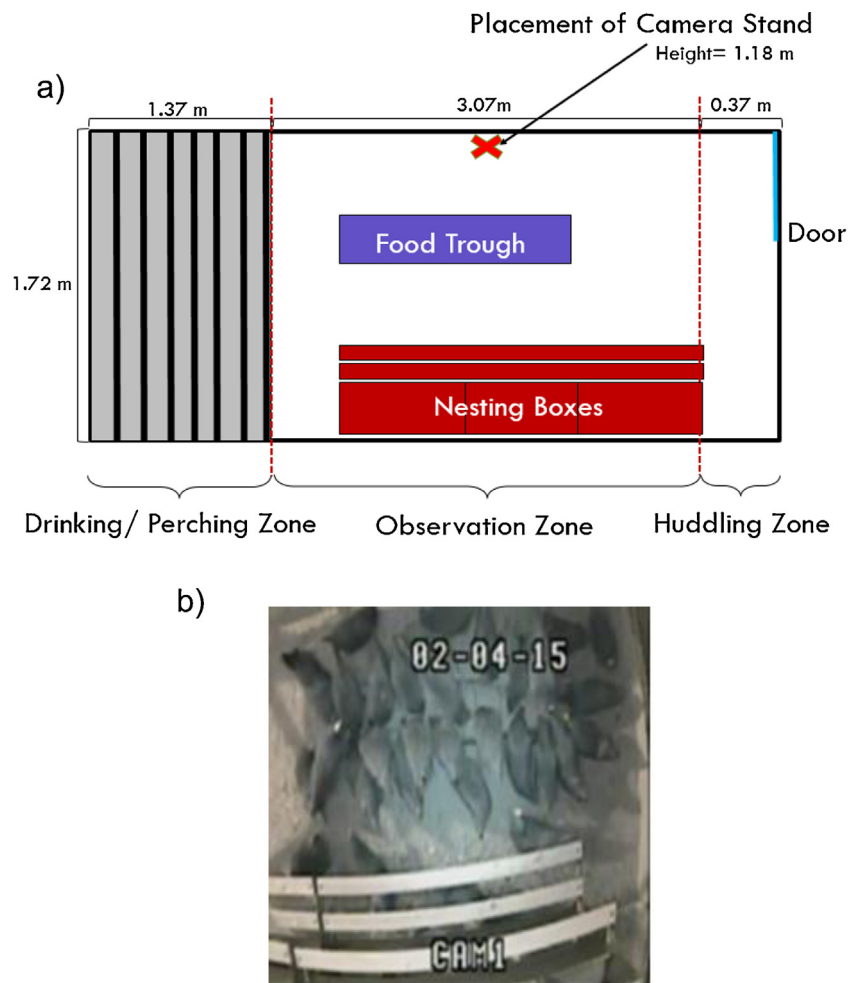 Placement of Camera Stand
Height= 1.18 m
a)
1.37 m
3.07m
0.37 m
Food Trough
Door
1.72 m
Nesting Boxes
Drinking/ Perching Zone
Observation Zone
Huddling Zone
b)
02-04-15
CAM1